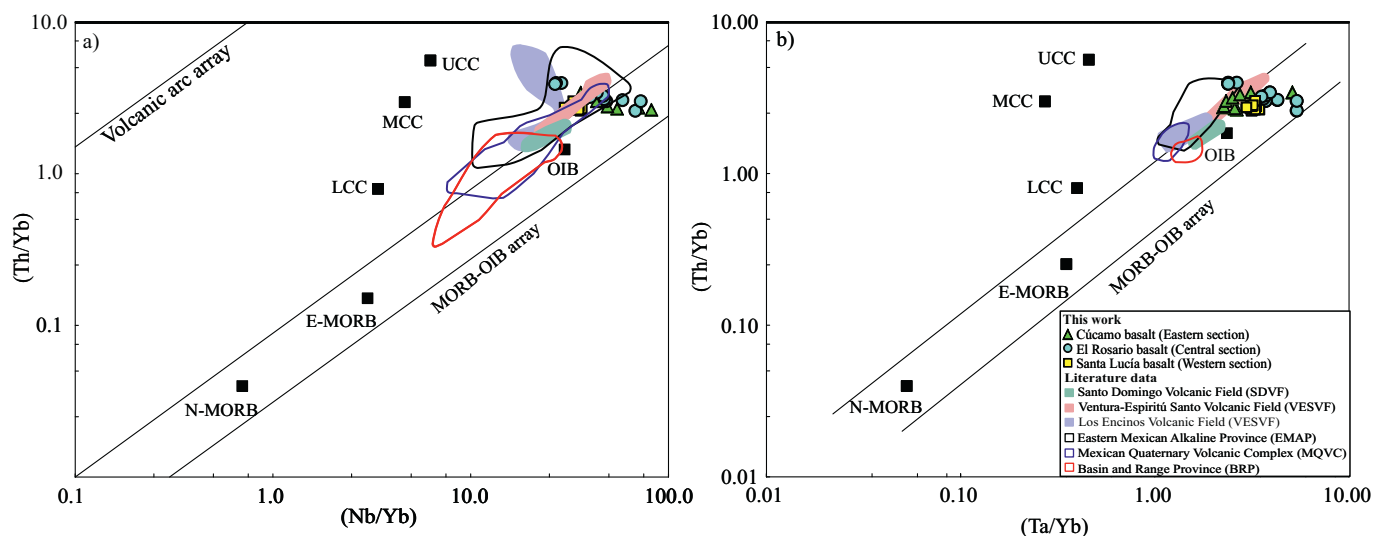 a)
10.0
1.0
0.1
(Th/Yb)
Volcanic arc array
UCC
MCC
LCC
OIB
E-MORB
N-MORB
MORB-OIB array
0.1
1.0
10.0
100.0
(Nb/Yb)
b)
10.00
1.00
0.10
0.01
(Th/Yb)
UCC
MCC
LCC
OIB
E-MORB
N-MORB
MORB-OIB array
This work
Cúcamo basalt (Eastern section)
El Rosario basalt (Central section)
Santa Lucía basalt (Western section)
Literature data
Santo Domingo Volcanic Field (SDVF)
Ventura-Espiritú Santo Volcanic Field (VESVF)
Los Encinos Volcanic Field (VESVF)
Eastern Mexican Alkaline Province (EMAP)
Mexican Quaternary Volcanic Complex (MQVC)
Basin and Range Province (BRP)
0.01
0.10
1.00
10.00
(Ta/Yb)